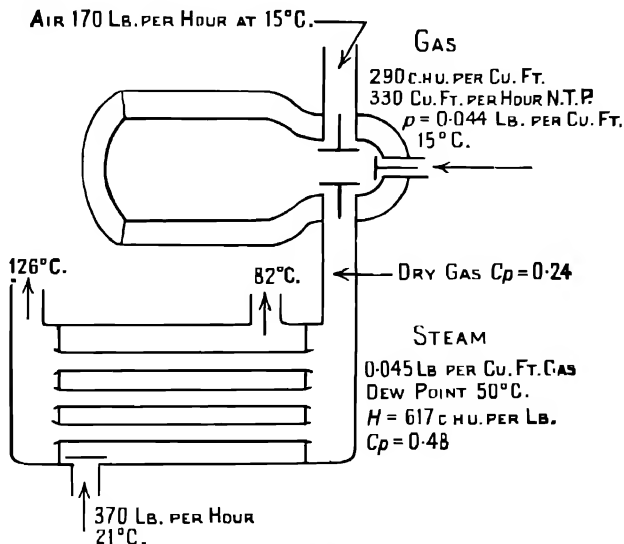 AIR 170 LB. PER HOUR AT 15°C.
GAS
290 C.HU. PER CU. FT.
330 CU. FT. PER HOUR N.T.P.
p = 0·044 LB. PER CU. FT.
15°C.
126°C.
82°C.
DRY GAS Cp = 0·24
STEAM
0·045 LB PER CU. FT. GAS
DEW POINT 50°C.
H = 617 C HU. PER LB.
Cp = 0·48
370 LB. PER HOUR
21°C.